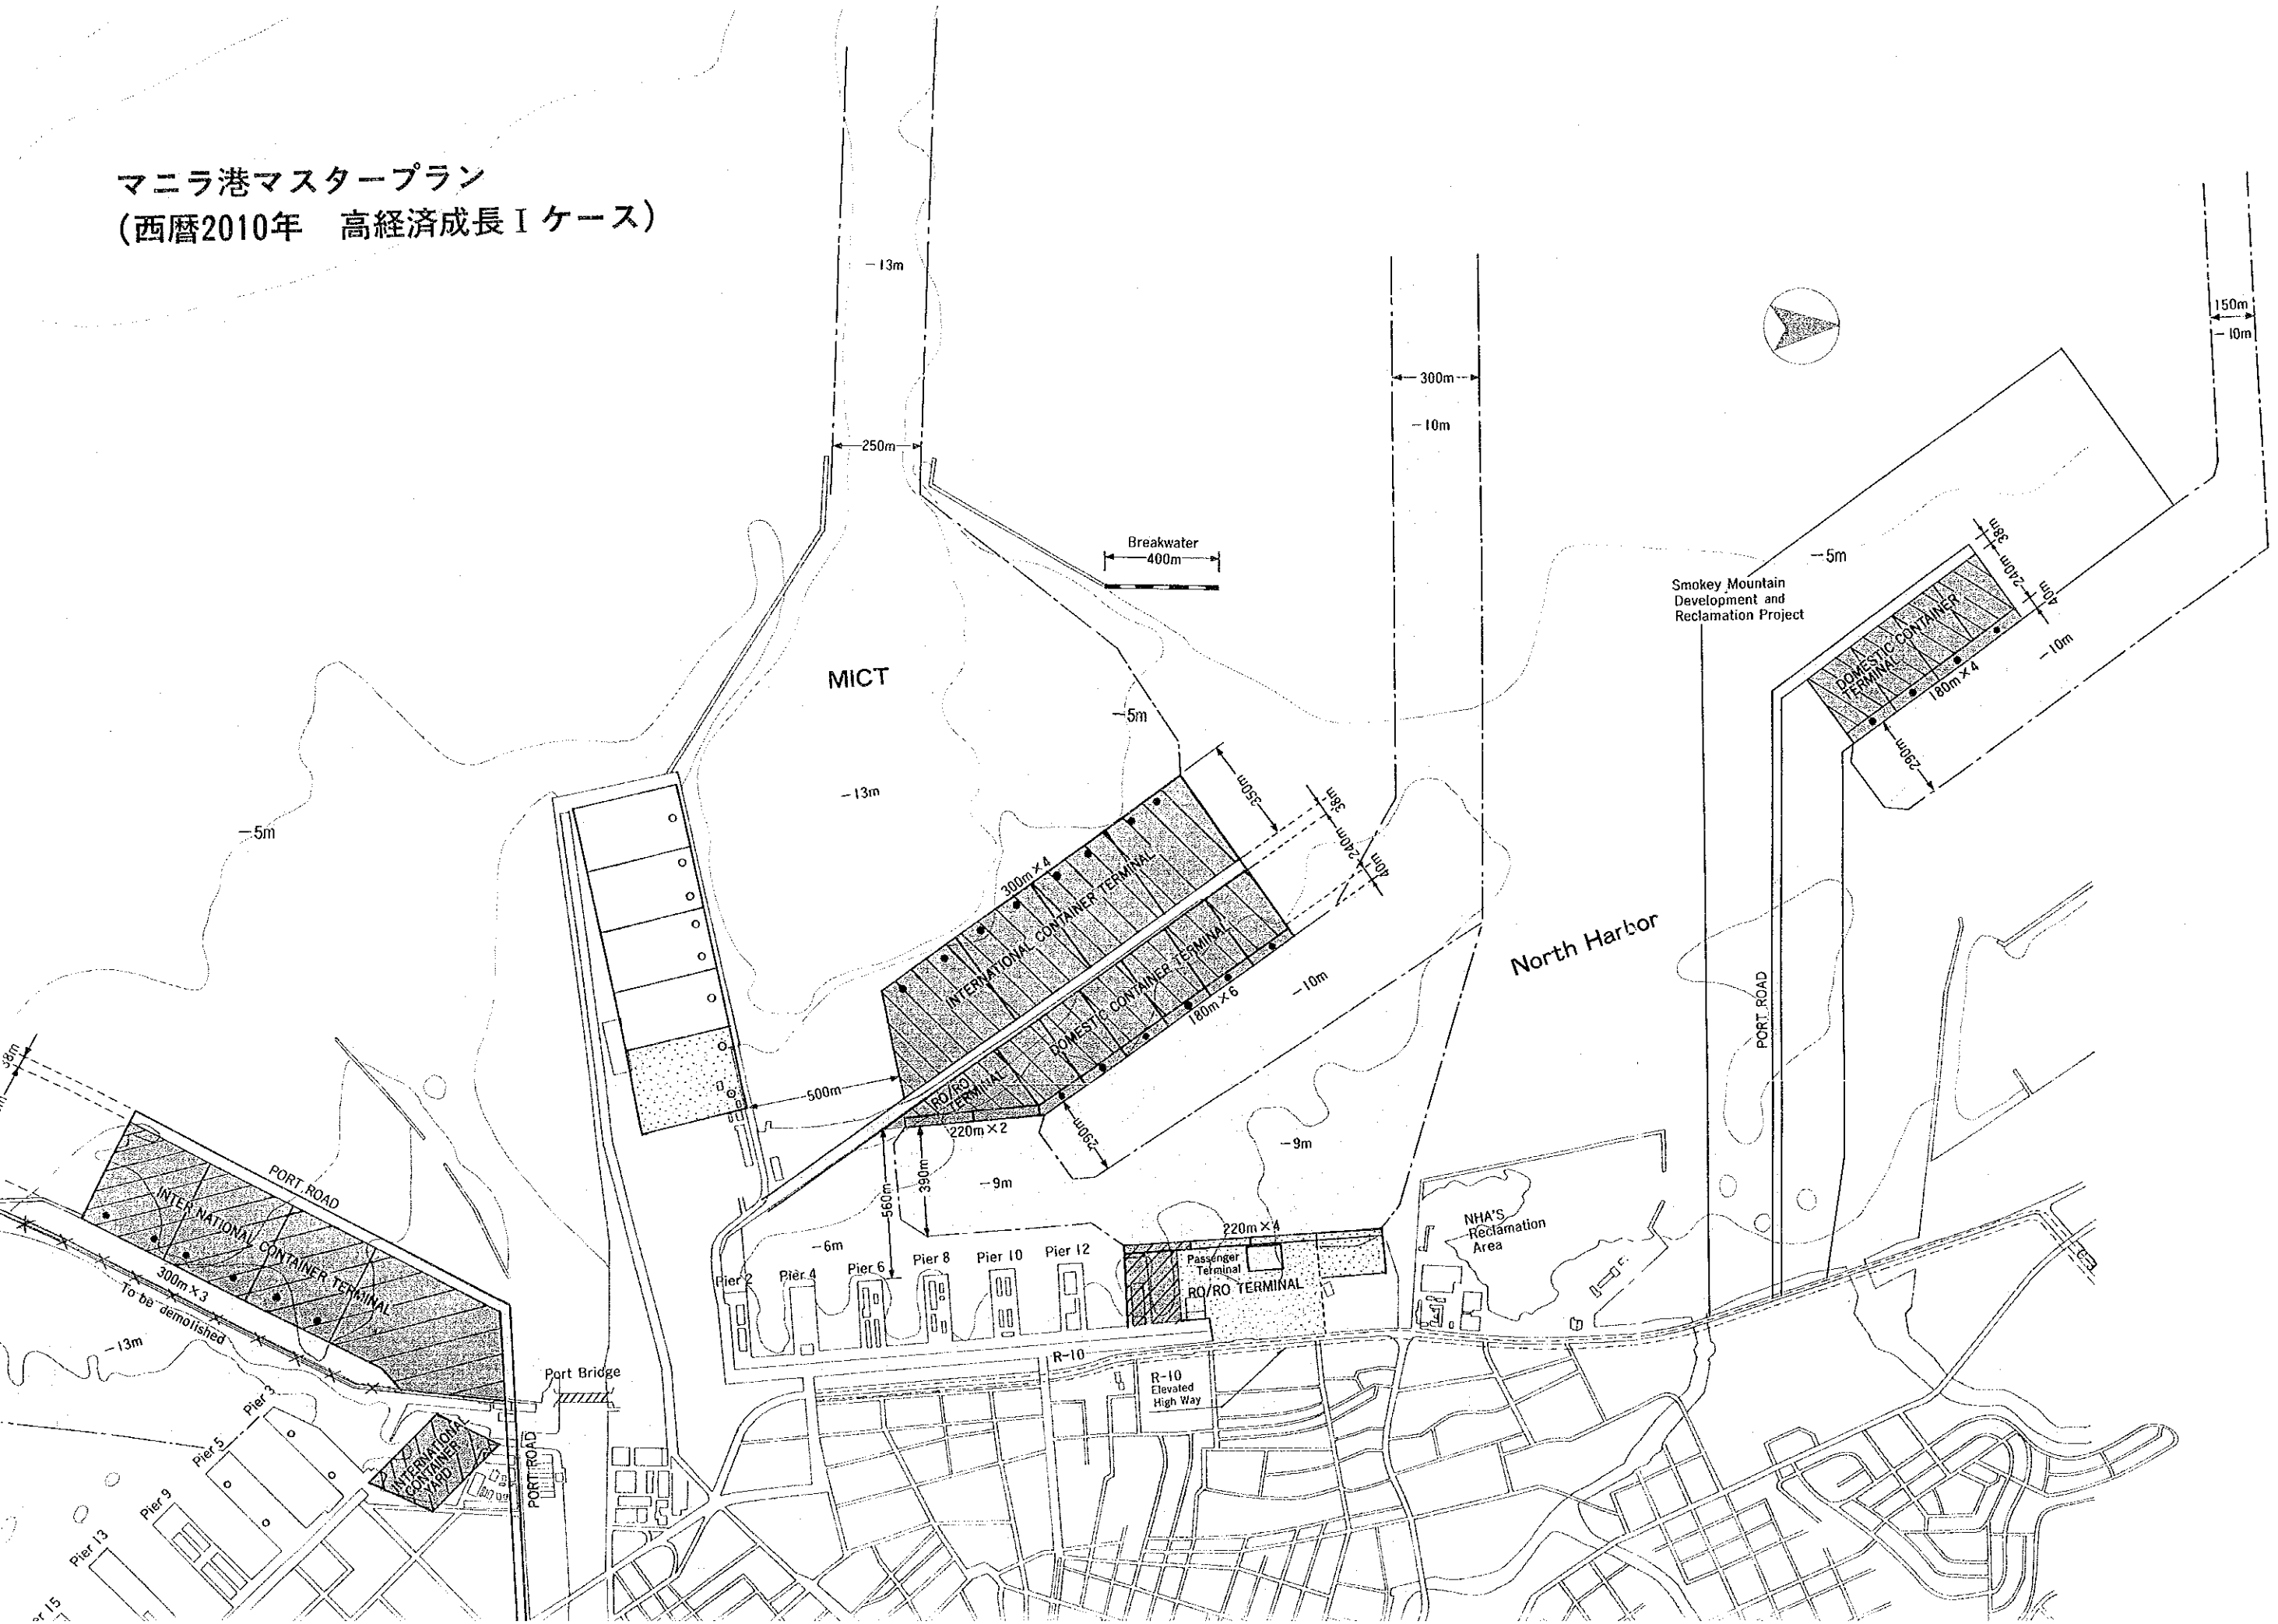 マニラ港マスタープラン
(西暦2010年　高経済成長Ⅰケース)
-13m
250m
300m
-10m
150m
-10m
Breakwater
400m
MICT
-13m
-5m
-5m
-5m
Smokey Mountain
Development and
Reclamation Project
38m
240m
40m
DOMESTIC CONTAINER
TERMINAL
180m×4
-10m
290m
350m
38m
240m
40m
300m×4
INTERNATIONAL CONTAINER TERMINAL
DOMESTIC CONTAINER TERMINAL
180m×6
-10m
RO/RO
TERMINAL
220m×2
290m
500m
560m
390m
-9m
-9m
-6m
North Harbor
PORT ROAD
NHA'S
Reclamation
Area
220m×4
Passenger
Terminal
RO/RO TERMINAL
Pier 2
Pier 4
Pier 6
Pier 8
Pier 10
Pier 12
R-10
R-10
Elevated
High Way
38m
PORT ROAD
INTERNATIONAL CONTAINER TERMINAL
300m×3
To be demolished
-13m
Port Bridge
PORT ROAD
INTERNATIONAL
CONTAINER
YARD
Pier 3
Pier 5
Pier 9
Pier 13
er 15